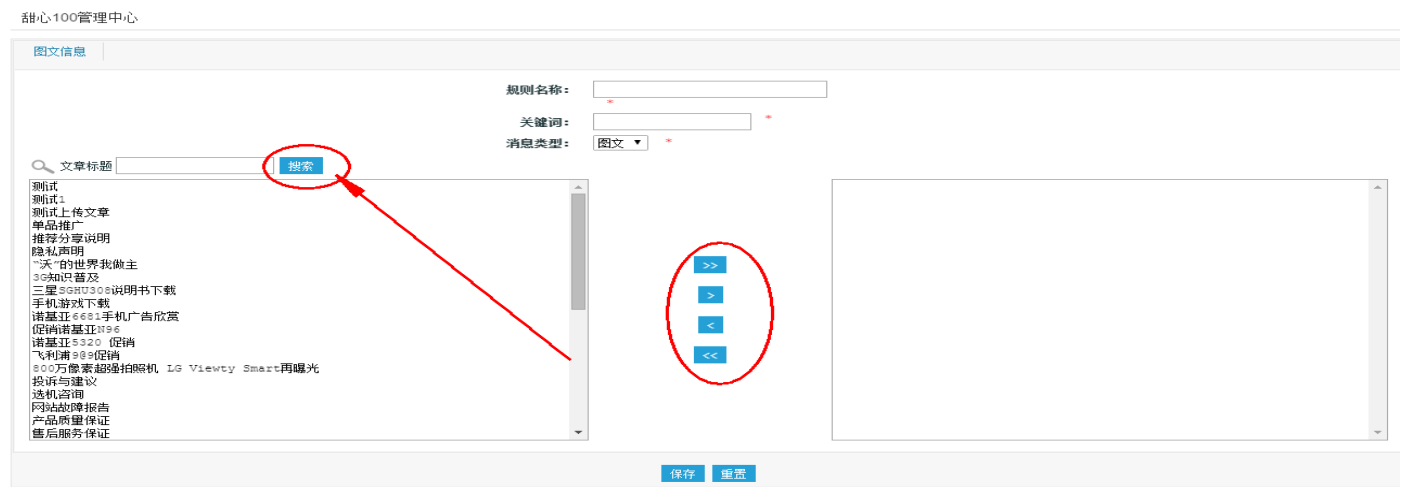 甜心100管理中心
图文信息
规则名称：
*
关键词： *
消息类型： 图文 ▼ *
文章标题 搜索
测试
测试1
测试上传文章
单品推广
推荐分享说明
隐私声明
"沃"的世界我做主
3G知识普及
三星SGHU308说明书下载
手机游戏下载
诺基亚6681手机广告欣赏
促销诺基亚N96
诺基亚5320 促销
飞利浦9@9促销
800万像素超强拍照机 LG Viewty Smart再曝光
投诉与建议
选机咨询
网站故障报告
产品质量保证
售后服务保证
>>
>
<
<<
保存 重置